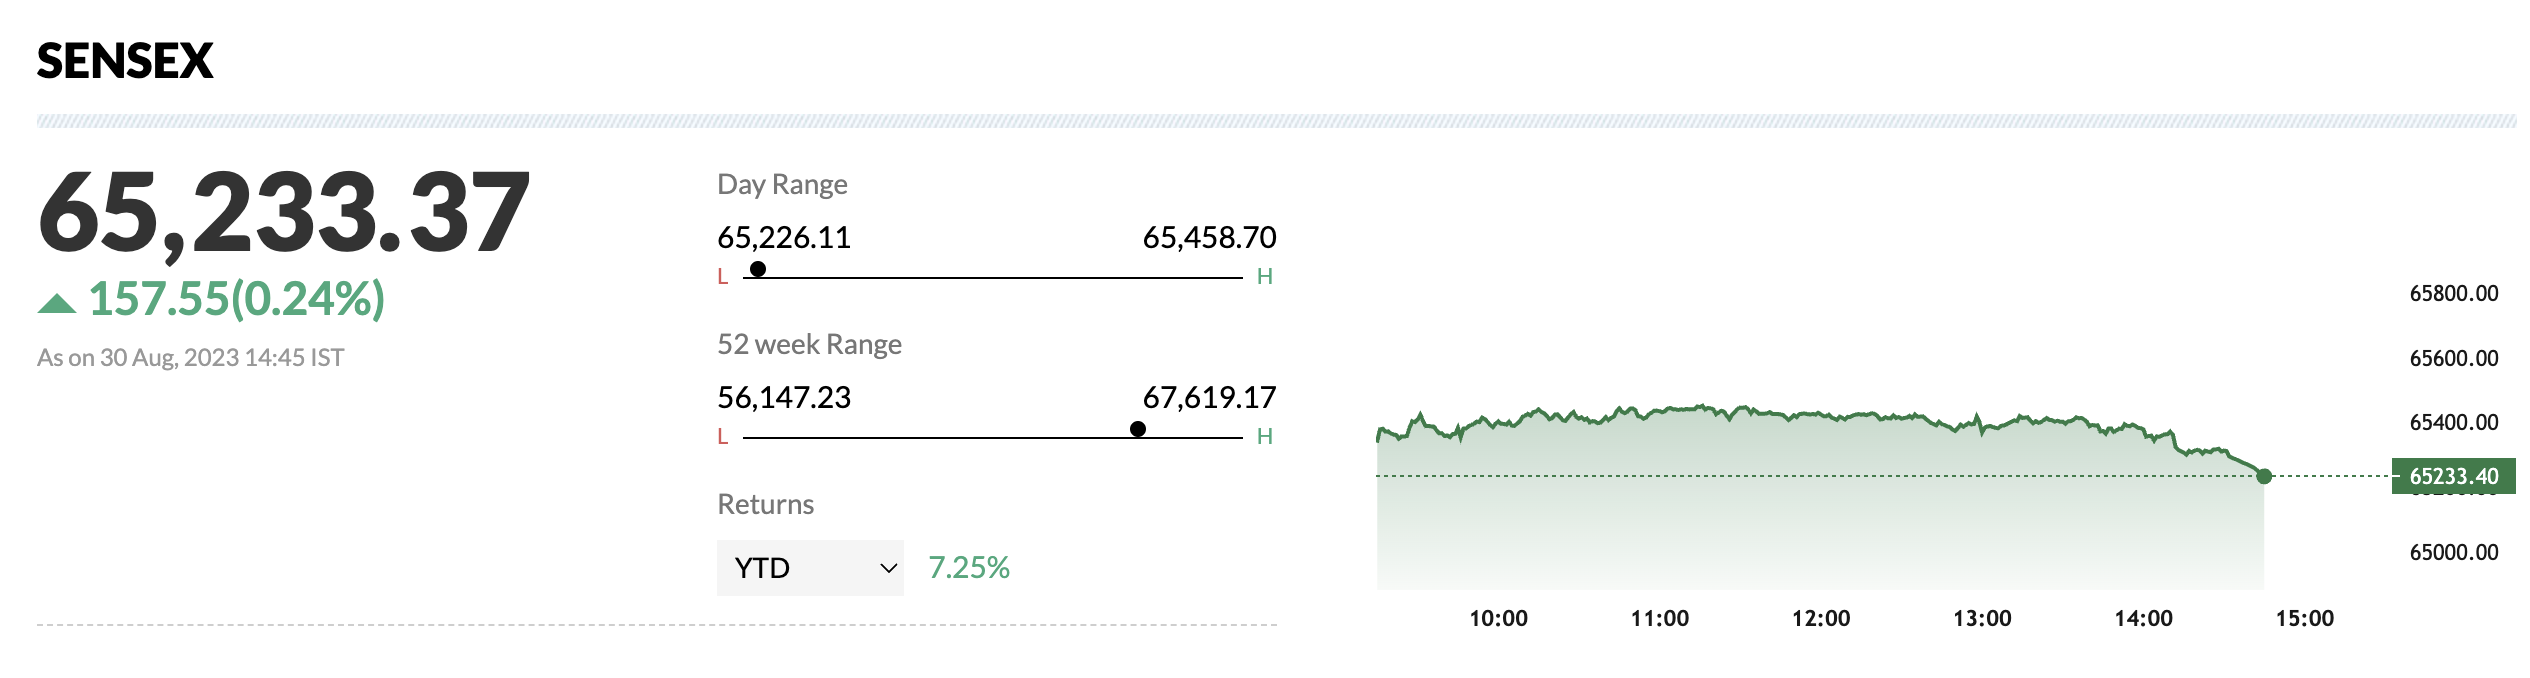 SENSEX
65,233.37
157.55(0.24%)
As on 30 Aug, 2023 14:45 IST
Day Range
65,226.11 65,458.70
L H
52 week Range
56,147.23 67,619.17
L H
Returns
YTD 7.25%
65800.00
65600.00
65400.00
65233.40
65000.00
10:00 11:00 12:00 13:00 14:00 15:00